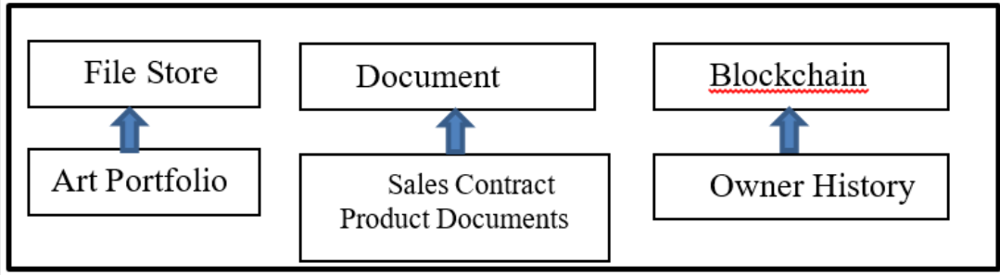 File Store
Document
Blockchain
Art Portfolio
Sales Contract
Product Documents
Owner History